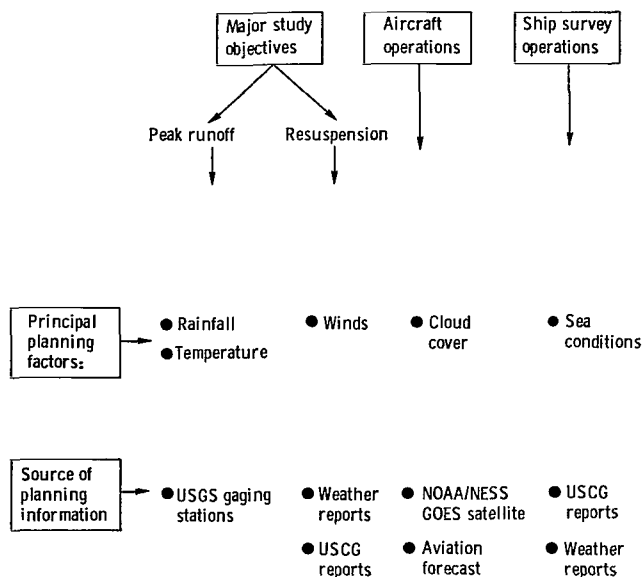 Major study
objectives
Aircraft
operations
Ship survey
operations
Peak runoff
Resuspension
Principal
planning
factors:
● Rainfall
● Temperature
● Winds
● Cloud
cover
● Sea
conditions
Source of
planning
information
● USGS gaging
stations
● Weather
reports
● USCG
reports
● NOAA/NESS
GOES satellite
● Aviation
forecast
● USCG
reports
● Weather
reports